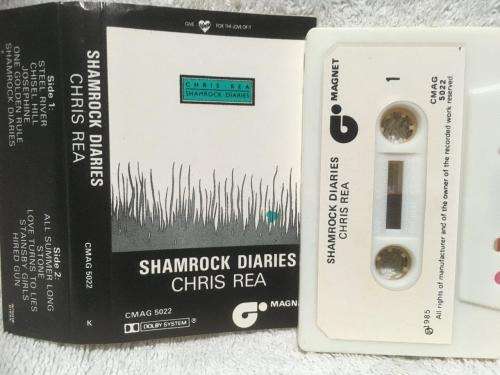 Side 1:
STEEL RIVER
CHISEL HILL
JOSEPHINE
ONE GOLDEN RULE
SHAMROCK DIARIES
Side 2:
ALL SUMMER LONG
STONE
LOVE TURNS TO LIES
STAINSBY GIRLS
HIRED GUN
SHAMROCK DIARIES
CHRIS REA
CMAG 5022
K
GIVE FOR THE LOVE OF IT
CHRIS REA
SHAMROCK DIARIES
SHAMROCK DIARIES
CHRIS REA
CMAG 5022
DOLBY SYSTEM ®
MAGNET
MAGNET
1
CMAG
5022
SHAMROCK DIARIES
CHRIS REA
All rights of manufacturer and of the owner of the recorded work reserved
℗1985